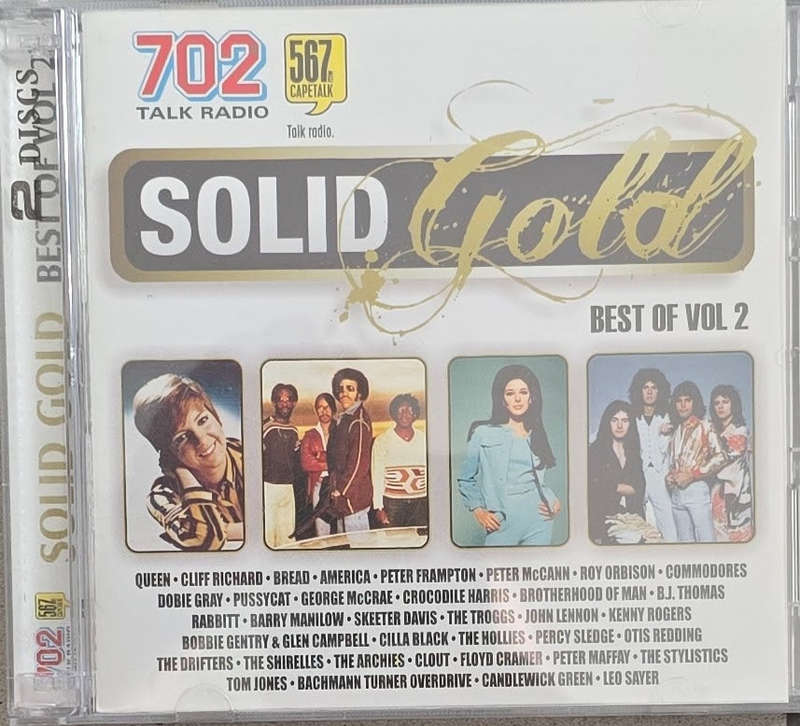 702
TALK RADIO
567
CAPETALK
Talk radio.
SOLID Gold
BEST OF VOL 2
QUEEN • CLIFF RICHARD • BREAD • AMERICA • PETER FRAMPTON • PETER McCANN • ROY ORBISON • COMMODORES
DOBIE GRAY • PUSSYCAT • GEORGE McCRAE • CROCODILE HARRIS • BROTHERHOOD OF MAN • B.J. THOMAS
RABBITT • BARRY MANILOW • SKEETER DAVIS • THE TROGGS • JOHN LENNON • KENNY ROGERS
BOBBIE GENTRY & GLEN CAMPBELL • CILLA BLACK • THE HOLLIES • PERCY SLEDGE • OTIS REDDING
THE DRIFTERS • THE SHIRELLES • THE ARCHIES • CLOUT • FLOYD CRAMER • PETER MAFFAY • THE STYLISTICS
TOM JONES • BACHMANN TURNER OVERDRIVE • CANDLEWICK GREEN • LEO SAYER
2 DISCS
SOLID GOLD BEST OF VOL 2
702
567